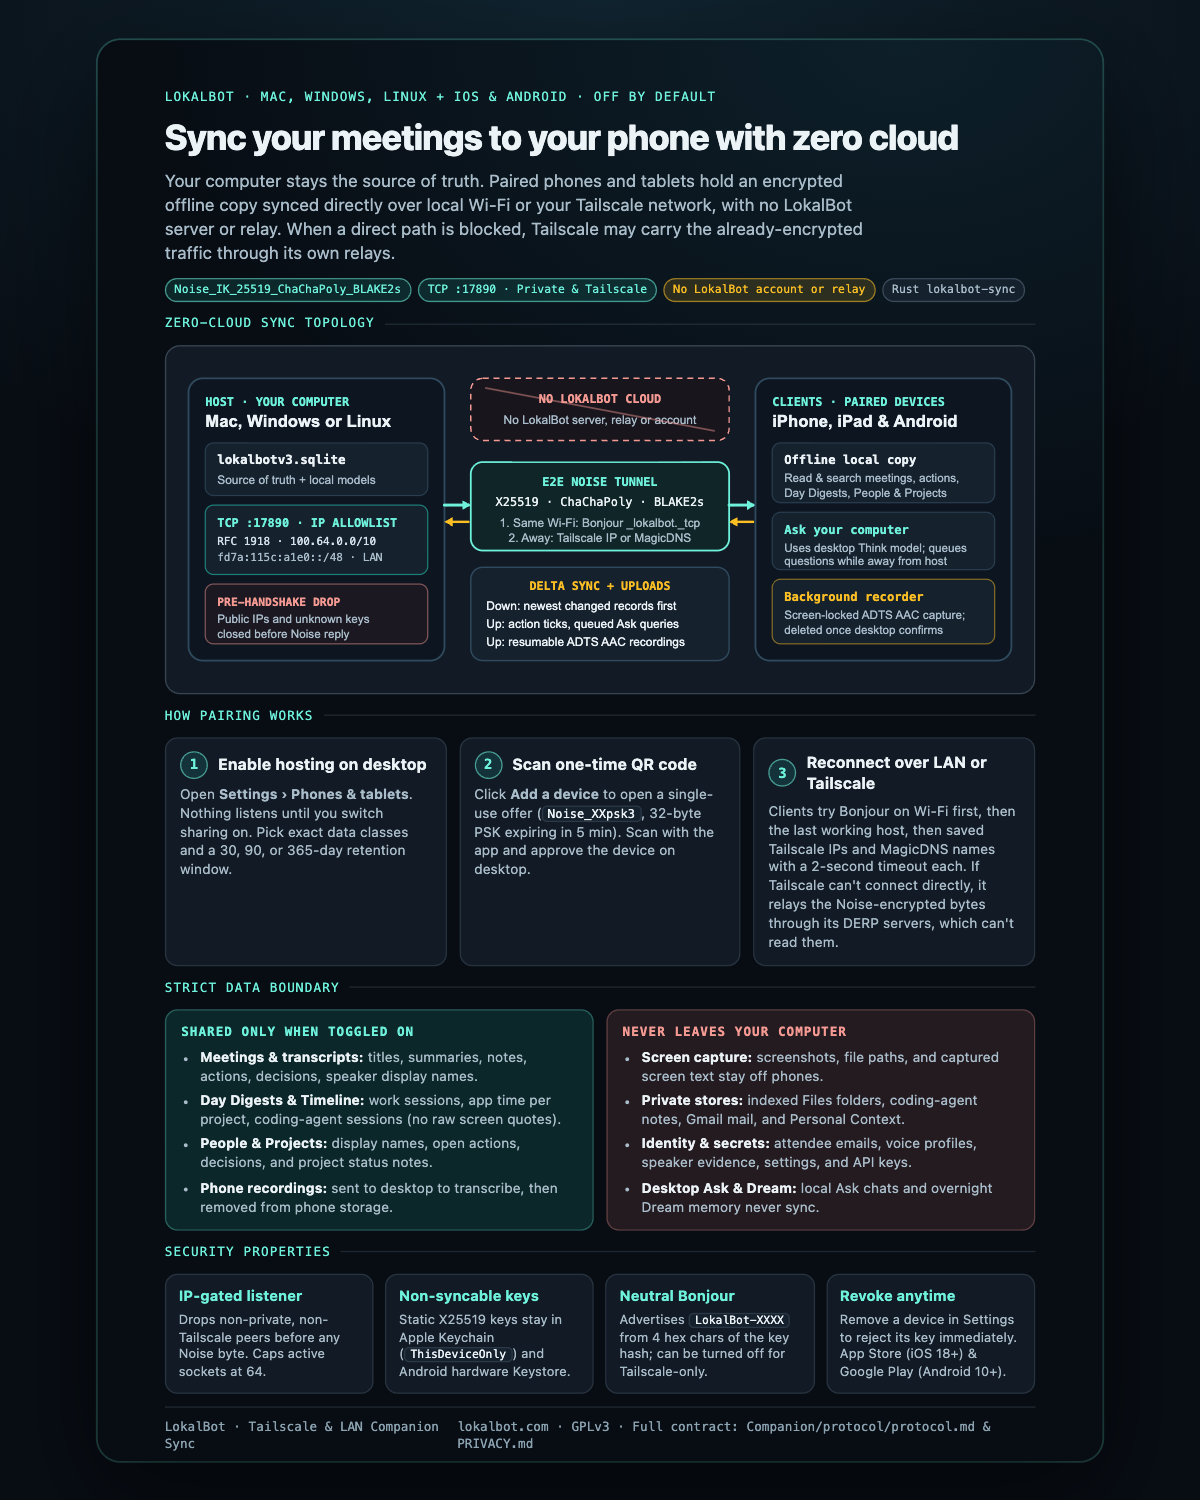 LOKALBOT · MAC, WINDOWS, LINUX + IOS & ANDROID · OFF BY DEFAULT
Sync your meetings to your phone with zero cloud
Your computer stays the source of truth. Paired phones and tablets hold an encrypted
offline copy synced directly over local Wi-Fi or your Tailscale network, with no LokalBot
server or relay. When a direct path is blocked, Tailscale may carry the already-encrypted
traffic through its own relays.
Noise_IK_25519_ChaChaPoly_BLAKE2s
TCP :17890 · Private & Tailscale
No LokalBot account or relay
Rust lokalbot-sync
ZERO-CLOUD SYNC TOPOLOGY
HOST · YOUR COMPUTER
Mac, Windows or Linux
lokalbotv3.sqlite
Source of truth + local models
TCP :17890 · IP ALLOWLIST
RFC 1918 · 100.64.0.0/10
fd7a:115c:a1e0::/48 · LAN
PRE-HANDSHAKE DROP
Public IPs and unknown keys
closed before Noise reply
NO LOKALBOT CLOUD
No LokalBot server, relay or account
E2E NOISE TUNNEL
X25519 · ChaChaPoly · BLAKE2s
1. Same Wi-Fi: Bonjour _lokalbot._tcp
2. Away: Tailscale IP or MagicDNS
DELTA SYNC + UPLOADS
Down: newest changed records first
Up: action ticks, queued Ask queries
Up: resumable ADTS AAC recordings
CLIENTS · PAIRED DEVICES
iPhone, iPad & Android
Offline local copy
Read & search meetings, actions,
Day Digests, People & Projects
Ask your computer
Uses desktop Think model; queues
questions while away from host
Background recorder
Screen-locked ADTS AAC capture;
deleted once desktop confirms
HOW PAIRING WORKS
1
Enable hosting on desktop
Open Settings › Phones & tablets.
Nothing listens until you switch
sharing on. Pick exact data classes
and a 30, 90, or 365-day retention
window.
2
Scan one-time QR code
Click Add a device to open a single-
use offer (Noise_XXpsk3, 32-byte
PSK expiring in 5 min). Scan with the
app and approve the device on
desktop.
3
Reconnect over LAN or
Tailscale
Clients try Bonjour on Wi-Fi first, then
the last working host, then saved
Tailscale IPs and MagicDNS names
with a 2-second timeout each. If
Tailscale can't connect directly, it
relays the Noise-encrypted bytes
through its DERP servers, which can't
read them.
STRICT DATA BOUNDARY
SHARED ONLY WHEN TOGGLED ON
• Meetings & transcripts: titles, summaries, notes,
actions, decisions, speaker display names.
• Day Digests & Timeline: work sessions, app time per
project, coding-agent sessions (no raw screen quotes).
• People & Projects: display names, open actions,
decisions, and project status notes.
• Phone recordings: sent to desktop to transcribe, then
removed from phone storage.
NEVER LEAVES YOUR COMPUTER
• Screen capture: screenshots, file paths, and captured
screen text stay off phones.
• Private stores: indexed Files folders, coding-agent
notes, Gmail mail, and Personal Context.
• Identity & secrets: attendee emails, voice profiles,
speaker evidence, settings, and API keys.
• Desktop Ask & Dream: local Ask chats and overnight
Dream memory never sync.
SECURITY PROPERTIES
IP-gated listener
Drops non-private, non-
Tailscale peers before any
Noise byte. Caps active
sockets at 64.
Non-syncable keys
Static X25519 keys stay in
Apple Keychain
(ThisDeviceOnly) and
Android hardware Keystore.
Neutral Bonjour
Advertises LokalBot-XXXX
from 4 hex chars of the key
hash; can be turned off for
Tailscale-only.
Revoke anytime
Remove a device in Settings
to reject its key immediately.
App Store (iOS 18+) &
Google Play (Android 10+).
LokalBot · Tailscale & LAN Companion
Sync
lokalbot.com · GPLv3 · Full contract: Companion/protocol/protocol.md &
PRIVACY.md